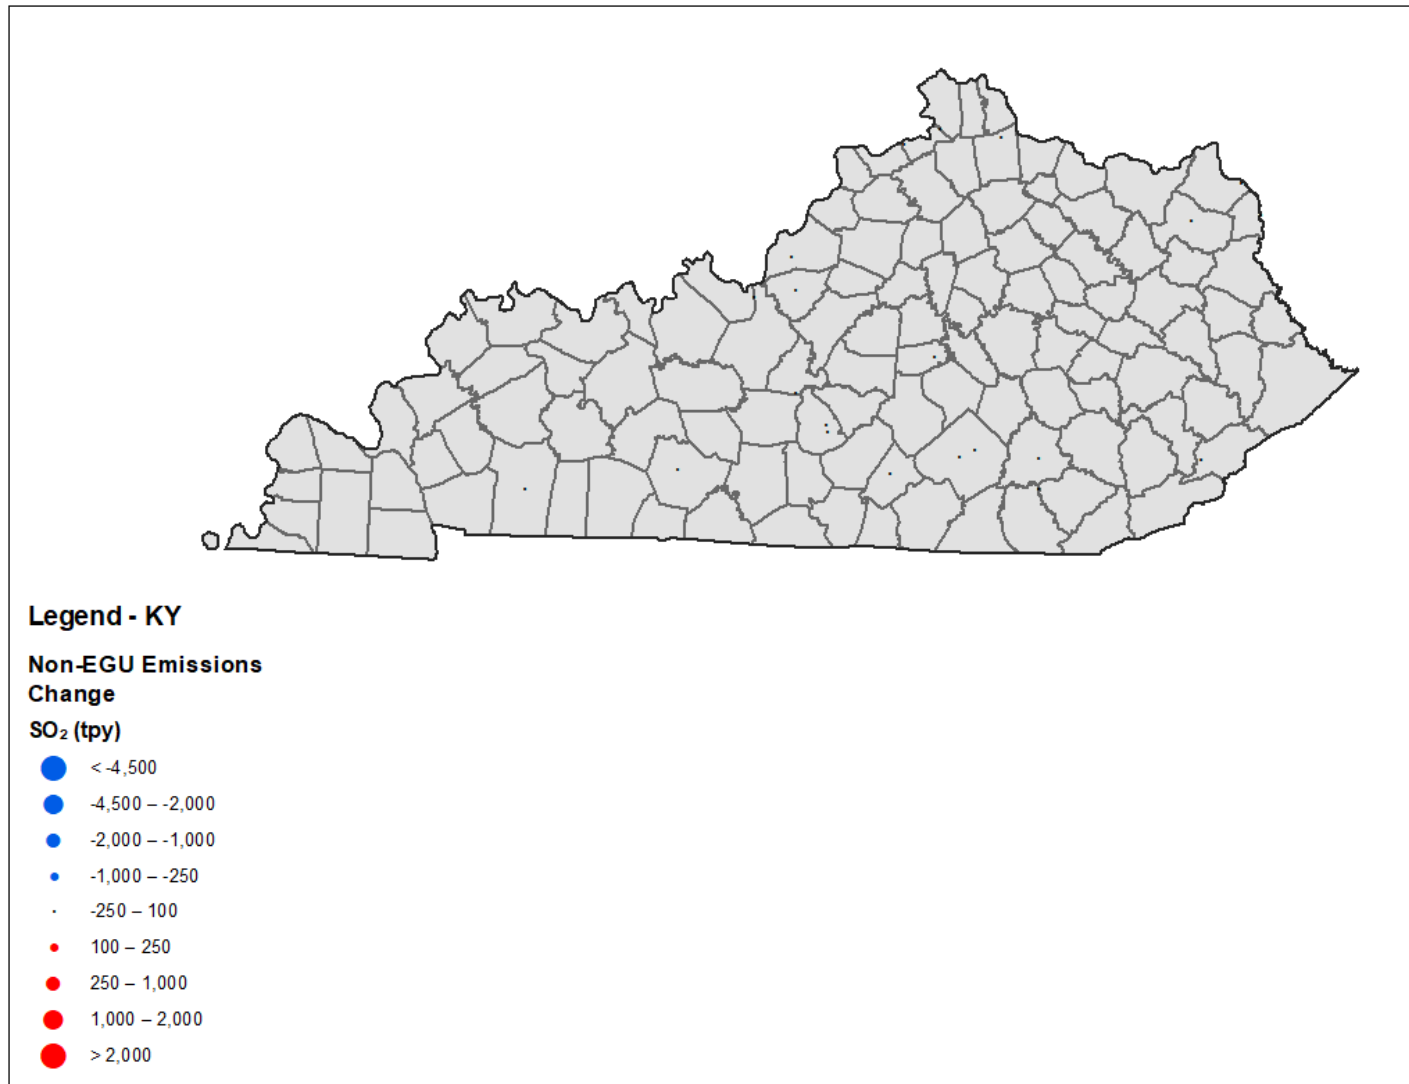 Legend - KY
Non-EGU Emissions
Change
SO₂ (tpy)
< -4,500
-4,500 – -2,000
-2,000 – -1,000
-1,000 – -250
-250 – 100
100 – 250
250 – 1,000
1,000 – 2,000
> 2,000